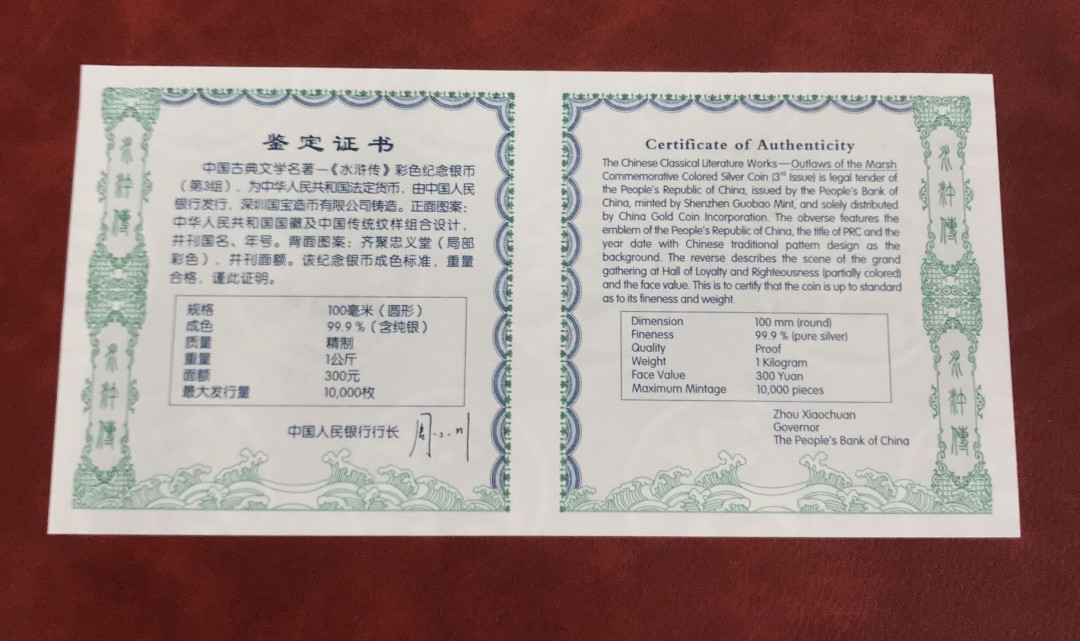 鉴定证书
中国古典文学名著—《水浒传》彩色纪念银币
（第3组），为中华人民共和国法定货币，由中国人民
银行发行，深圳国宝造币有限公司铸造。正面图案：
中华人民共和国国徽及中国传统纹样组合设计，
并刊国名、年号。背面图案：齐聚忠义堂（局部
彩色），并刊面额。该纪念银币成色标准，重量
合格，谨此证明。
规格 100毫米（圆形）
成色 99.9％（含纯银）
质量 精制
重量 1公斤
面额 300元
最大发行量 10,000枚
中国人民银行行长 周小川
水浒傳
水浒傳
Certificate of Authenticity
The Chinese Classical Literature Works—Outlaws of the Marsh
Commemorative Colored Silver Coin (3rd Issue) is legal tender of
the People's Republic of China, issued by the People's Bank of
China, minted by Shenzhen Guobao Mint, and solely distributed
by China Gold Coin Incorporation. The obverse features the
emblem of the People's Republic of China, the title of PRC and the
year date with Chinese traditional pattern design as the
background. The reverse describes the scene of the grand
gathering at Hall of Loyalty and Righteousness (partially colored)
and the face value. This is to certify that the coin is up to standard
as to its fineness and weight.
Dimension 100 mm (round)
Fineness 99.9 % (pure silver)
Quality Proof
Weight 1 Kilogram
Face Value 300 Yuan
Maximum Mintage 10,000 pieces
Zhou Xiaochuan
Governor
The People's Bank of China
水浒傳
水浒傳